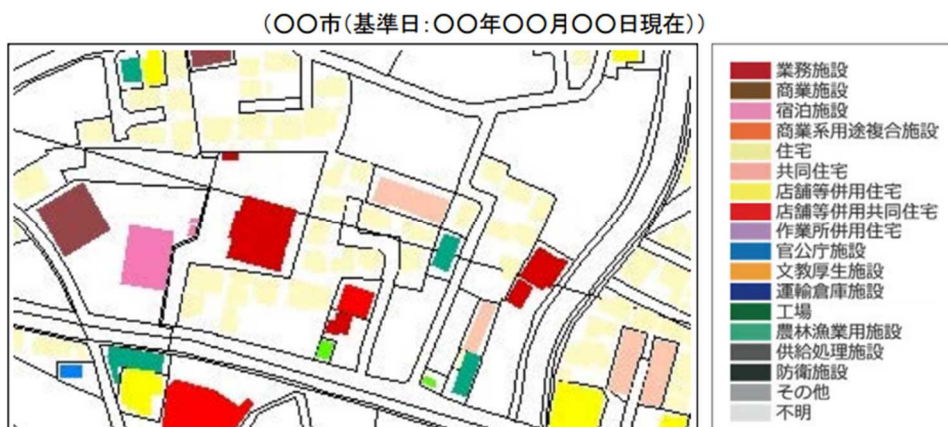 (〇〇市(基準日:〇〇年〇〇月〇〇日現在))
業務施設
商業施設
宿泊施設
商業系用途複合施設
住宅
共同住宅
店舗等併用住宅
店舗等併用共同住宅
作業所併用住宅
官公庁施設
文教厚生施設
運輸倉庫施設
工場
農林漁業用施設
供給処理施設
防衛施設
その他
不明